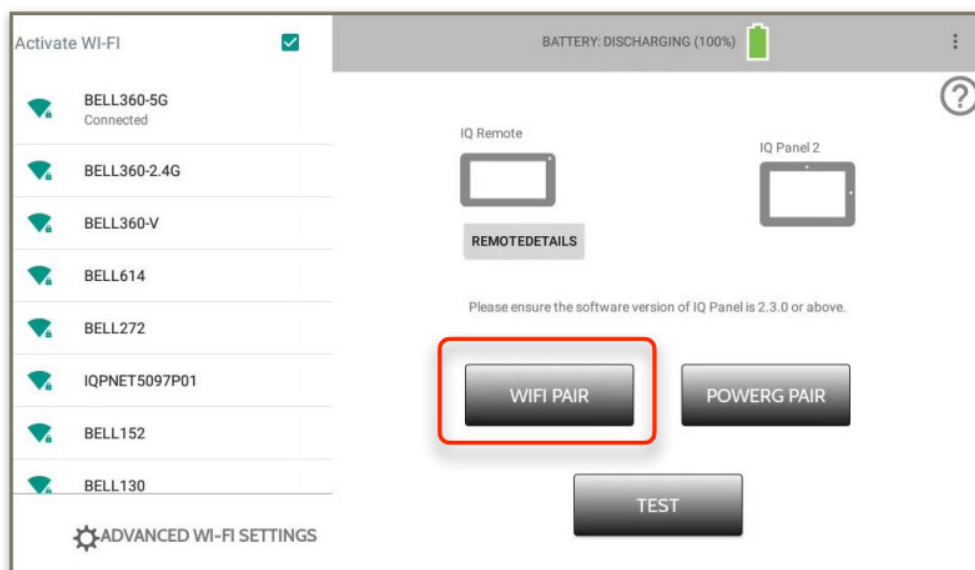 Activate WI-FI
BELL360-5G
Connected
BELL360-2.4G
BELL360-V
BELL614
BELL272
IQPNET5097P01
BELL152
BELL130
ADVANCED WI-FI SETTINGS
BATTERY: DISCHARGING (100%)
?
IQ Remote
IQ Panel 2
REMOTEDETAILS
Please ensure the software version of IQ Panel is 2.3.0 or above.
WIFI PAIR
POWERG PAIR
TEST